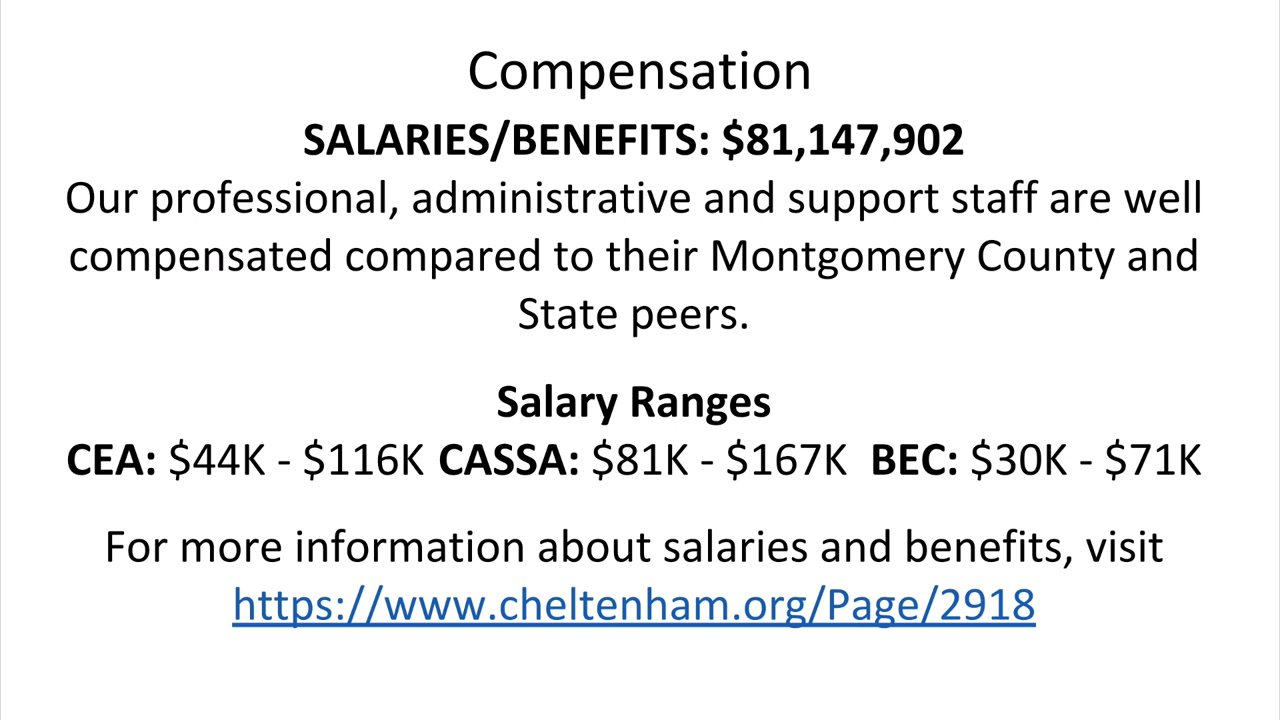 Compensation
SALARIES/BENEFITS: $81,147,902
Our professional, administrative and support staff are well
compensated compared to their Montgomery County and
State peers.
Salary Ranges
CEA: $44K - $116K CASSA: $81K - $167K BEC: $30K - $71K
For more information about salaries and benefits, visit
https://www.cheltenham.org/Page/2918